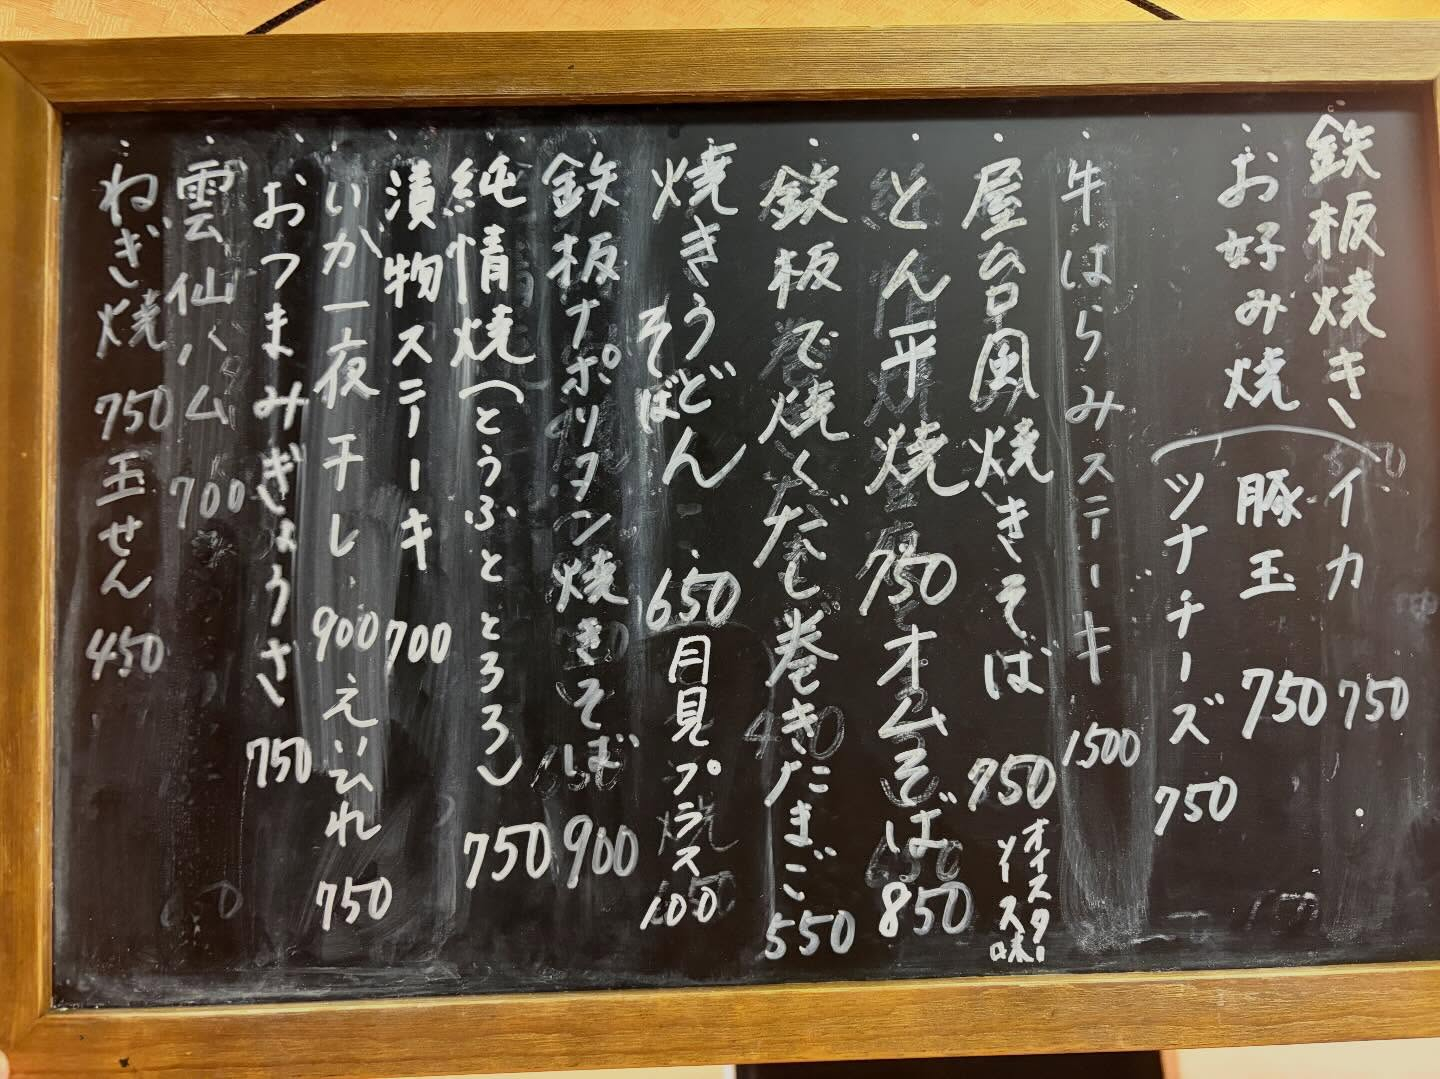 鉄板焼き
・お好み焼
イカ 750
豚玉 750
ツナチーズ 750
・牛はらみステーキ 1500
・屋台風焼きそば 750 オイスターソース味
・とん平焼 750 オムそば 850
・鉄板で焼くだし巻きたまご 550
・焼きうどん そば ・650 月見プラス100
・鉄板ナポリタン焼きそば 900
・純情焼(とうふととろろ) 750
・漬物ステーキ 700
・いか一夜干し 900 えいひれ 750
・おつまみぎょうさ 750
・雲仙ハム 700
・ねぎ焼 750 玉せん 450